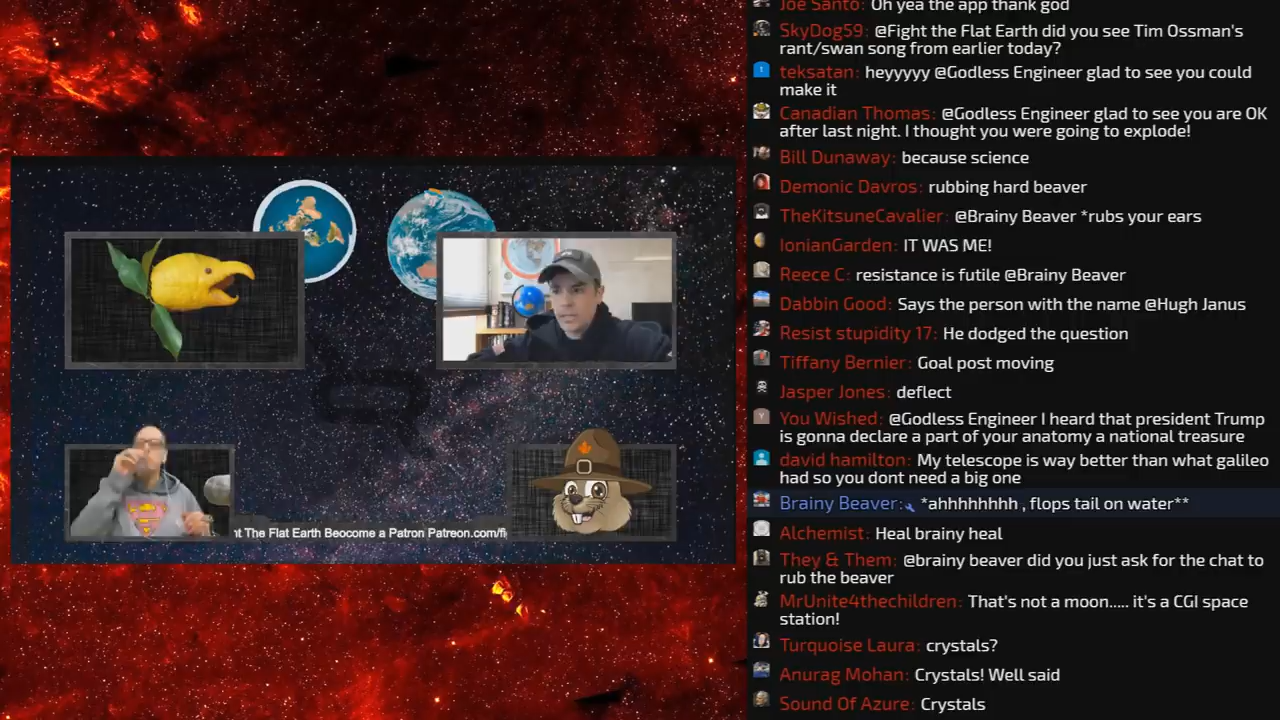 Joe Santo: Oh yea the app thank god
SkyDog59: @Fight the Flat Earth did you see Tim Ossman's
rant/swan song from earlier today?
teksatan: heyyyyy @Godless Engineer glad to see you could
make it
Canadian Thomas: @Godless Engineer glad to see you are OK
after last night. I thought you were going to explode!
Bill Dunaway: because science
Demonic Davros: rubbing hard beaver
TheKitsuneCavalier: @Brainy Beaver *rubs your ears
IonianGarden: IT WAS ME!
Reece C: resistance is futile @Brainy Beaver
Dabbin Good: Says the person with the name @Hugh Janus
Resist stupidity 17: He dodged the question
Tiffany Bernier: Goal post moving
Jasper Jones: deflect
You Wished: @Godless Engineer I heard that president Trump
is gonna declare a part of your anatomy a national treasure
david hamilton: My telescope is way better than what galileo
had so you dont need a big one
Brainy Beaver: *ahhhhhhhh , flops tail on water**
Alchemist: Heal brainy heal
They & Them: @brainy beaver did you just ask for the chat to
rub the beaver
MrUnite4thechildren: That's not a moon..... it's a CGI space
station!
Turquoise Laura: crystals?
Anurag Mohan: Crystals! Well said
Sound Of Azure: Crystals
ht The Flat Earth Beocome a Patron Patreon.com/fi